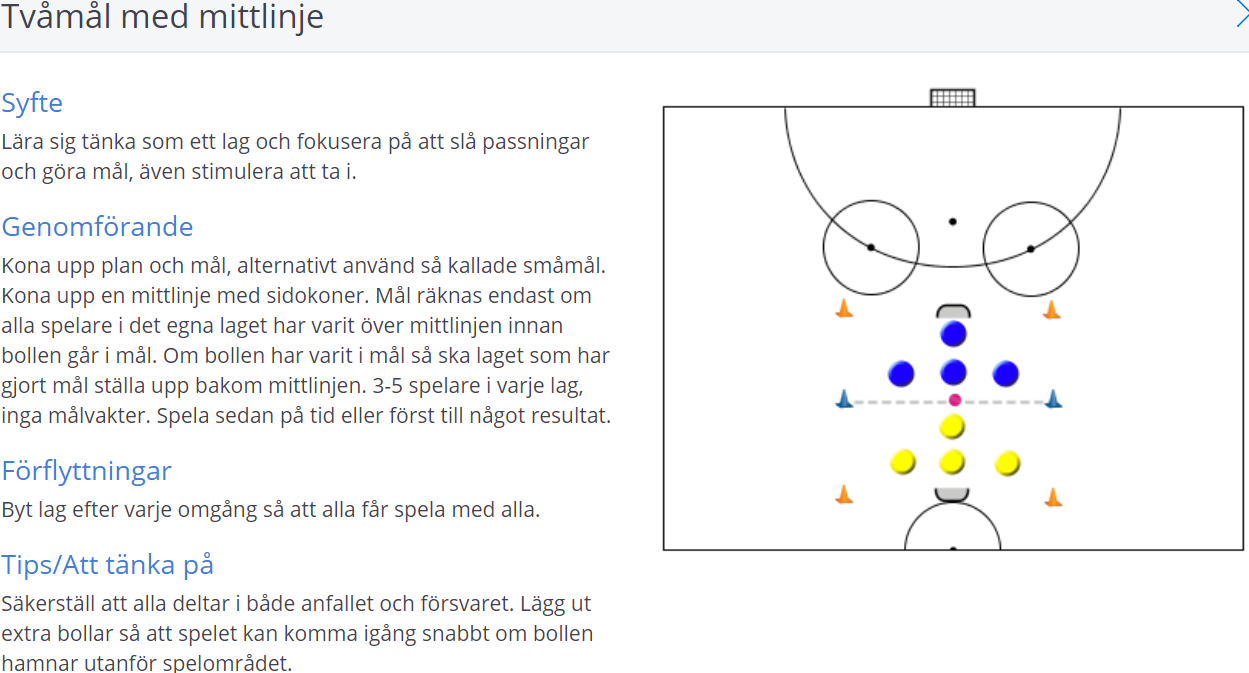 Tvåmål med mittlinje
Syfte
Lära sig tänka som ett lag och fokusera på att slå passningar
och göra mål, även stimulera att ta i.
Genomförande
Kona upp plan och mål, alternativt använd så kallade småmål.
Kona upp en mittlinje med sidokoner. Mål räknas endast om
alla spelare i det egna laget har varit över mittlinjen innan
bollen går i mål. Om bollen har varit i mål så ska laget som har
gjort mål ställa upp bakom mittlinjen. 3-5 spelare i varje lag,
inga målvakter. Spela sedan på tid eller först till något resultat.
Förflyttningar
Byt lag efter varje omgång så att alla får spela med alla.
Tips/Att tänka på
Säkerställ att alla deltar i både anfallet och försvaret. Lägg ut
extra bollar så att spelet kan komma igång snabbt om bollen
hamnar utanför spelområdet.